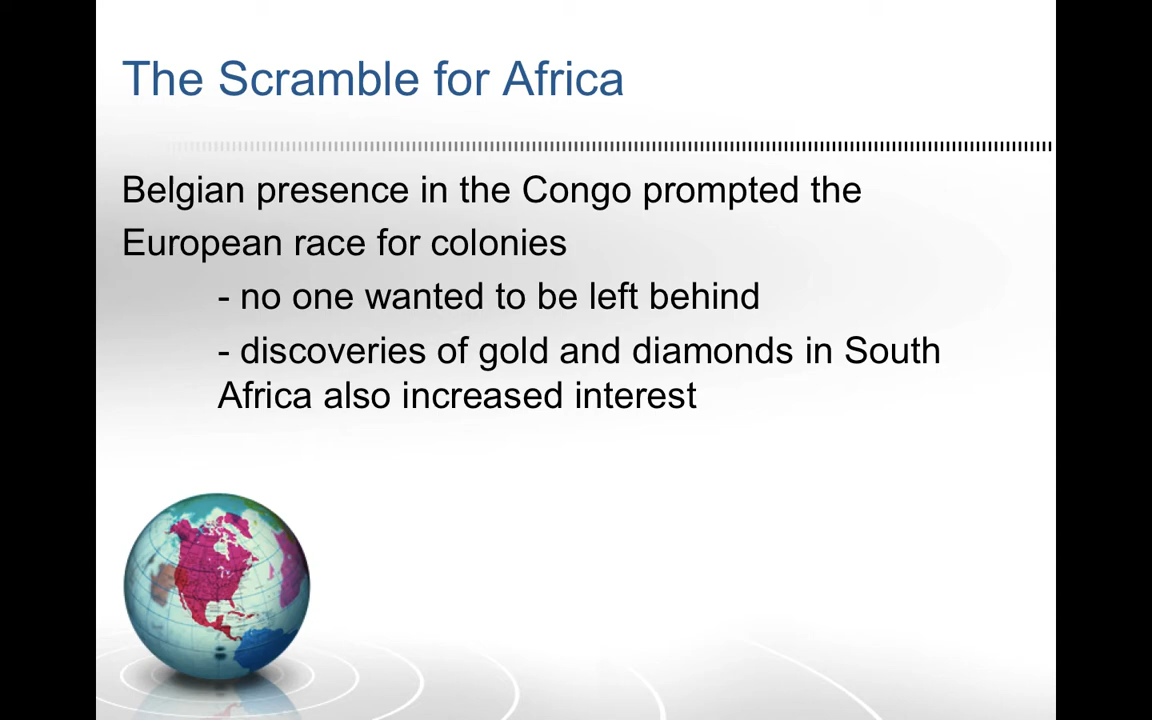 The Scramble for Africa
Belgian presence in the Congo prompted the
European race for colonies
- no one wanted to be left behind
- discoveries of gold and diamonds in South
Africa also increased interest